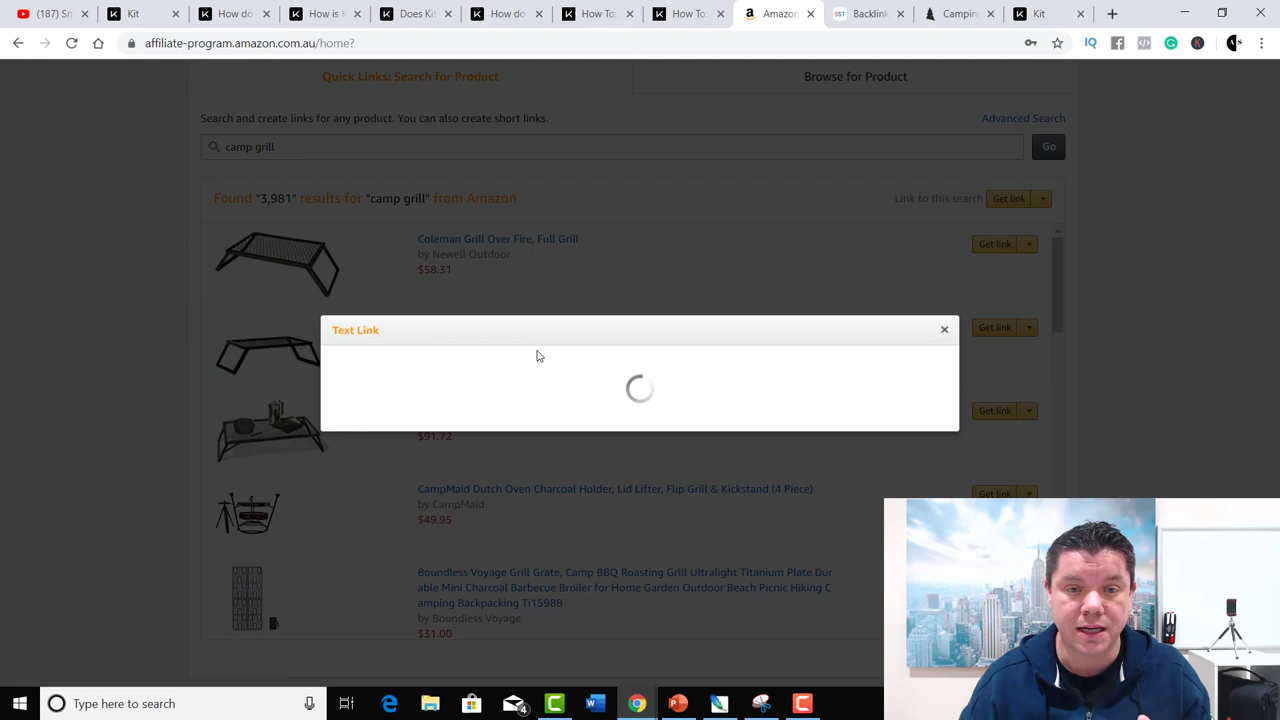 (187) Sm
Kit
How do
How is k
Does Kit
How do
How To:
How To:
Amazon
SST
Backlink
Camping
Kit
affiliate-program.amazon.com.au/home?
Quick Links: Search for Product
Browse for Product
Search and create links for any product. You can also create short links.
Advanced Search
camp grill
Go
Found "3,981" results for "camp grill" from Amazon
Link to this search
Get link
Coleman Grill Over Fire, Full Grill
by Newell Outdoor
$58.31
Get link
Text Link
Get link
$91.72
Get link
CampMaid Dutch Oven Charcoal Holder, Lid Lifter, Flip Grill & Kickstand (4 Piece)
by CampMaid
$49.95
Get link
Boundless Voyage Grill Grate, Camp BBQ Roasting Grill Ultralight Titanium Plate Dur
able Mini Charcoal Barbecue Broiler for Home Garden Outdoor Beach Picnic Hiking C
amping Backpacking Ti1598B
by Boundless Voyage
$31.00
Type here to search
4